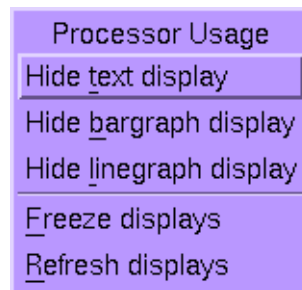 Processor Usage
Hide text display
Hide bargraph display
Hide linegraph display
Freeze displays
Refresh displays